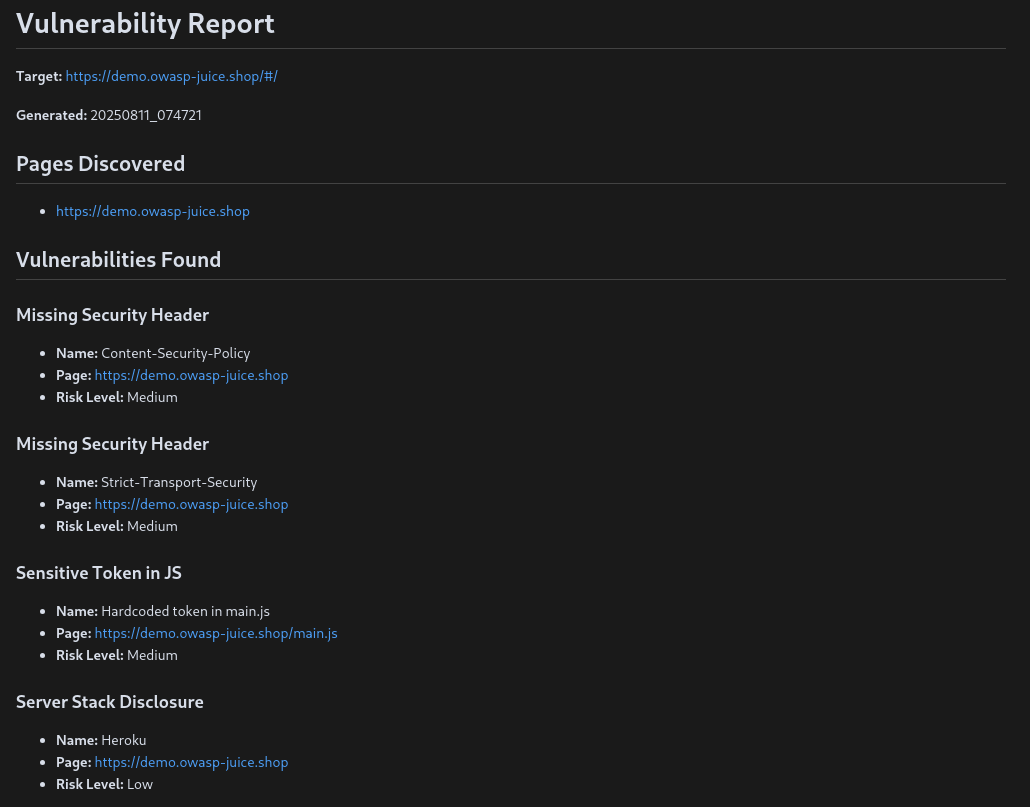 Vulnerability Report
Target: https://demo.owasp-juice.shop/#/
Generated: 20250811_074721
Pages Discovered
https://demo.owasp-juice.shop
Vulnerabilities Found
Missing Security Header
Name: Content-Security-Policy
Page: https://demo.owasp-juice.shop
Risk Level: Medium
Missing Security Header
Name: Strict-Transport-Security
Page: https://demo.owasp-juice.shop
Risk Level: Medium
Sensitive Token in JS
Name: Hardcoded token in main.js
Page: https://demo.owasp-juice.shop/main.js
Risk Level: Medium
Server Stack Disclosure
Name: Heroku
Page: https://demo.owasp-juice.shop
Risk Level: Low